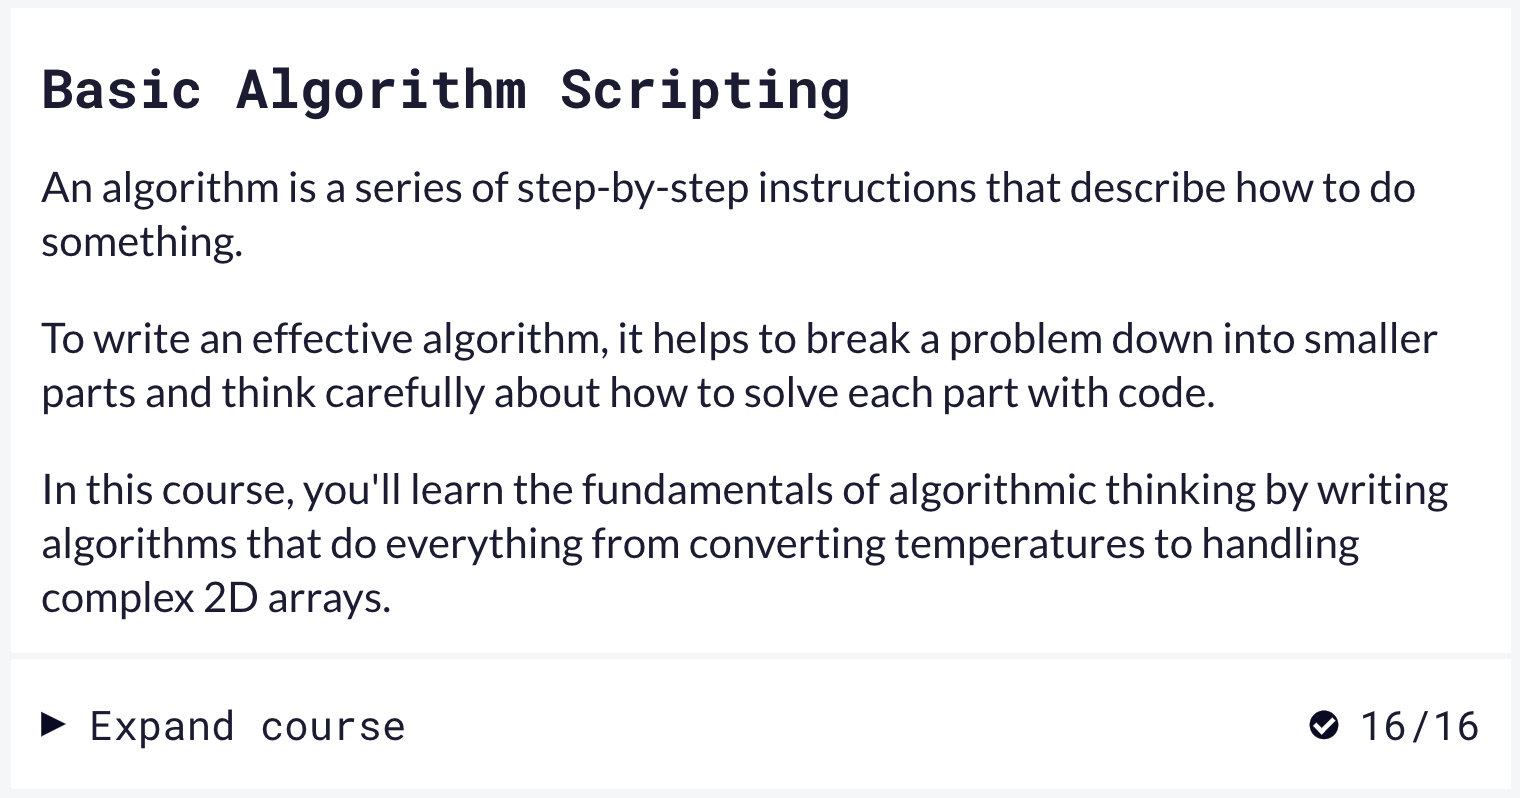 Basic Algorithm Scripting
An algorithm is a series of step-by-step instructions that describe how to do
something.
To write an effective algorithm, it helps to break a problem down into smaller
parts and think carefully about how to solve each part with code.
In this course, you'll learn the fundamentals of algorithmic thinking by writing
algorithms that do everything from converting temperatures to handling
complex 2D arrays.
Expand course 16/16